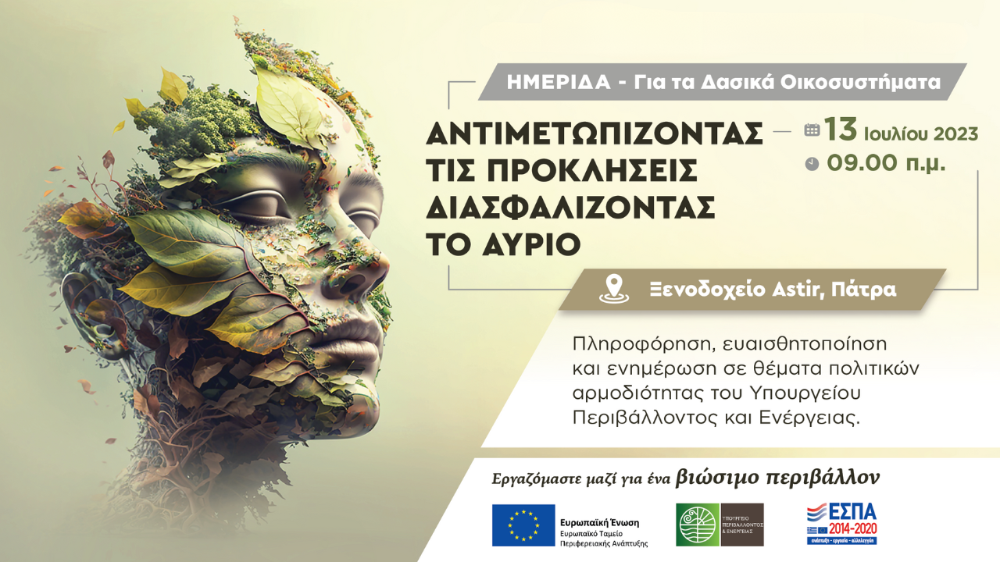 ΗΜΕΡΙΔΑ - Για τα Δασικά Οικοσυστήματα
ΑΝΤΙΜΕΤΩΠΙΖΟΝΤΑΣ
ΤΙΣ ΠΡΟΚΛΗΣΕΙΣ
ΔΙΑΣΦΑΛΙΖΟΝΤΑΣ
ΤΟ ΑΥΡΙΟ
13 Ιουλίου 2023
09.00 π.μ.
Ξενοδοχείο Astir, Πάτρα
Πληροφόρηση, ευαισθητοποίηση
και ενημέρωση σε θέματα πολιτικών
αρμοδιότητας του Υπουργείου
Περιβάλλοντος και Ενέργειας.
Εργαζόμαστε μαζί για ένα βιώσιμο περιβάλλον
Ευρωπαϊκή Ένωση
Ευρωπαϊκό Ταμείο
Περιφερειακής Ανάπτυξης
ΥΠΟΥΡΓΕΙΟ
ΠΕΡΙΒΑΛΛΟΝΤΟΣ
& ΕΝΕΡΓΕΙΑΣ
ΕΣΠΑ
2014-2020
ανάπτυξη - εργασία - αλληλεγγύη